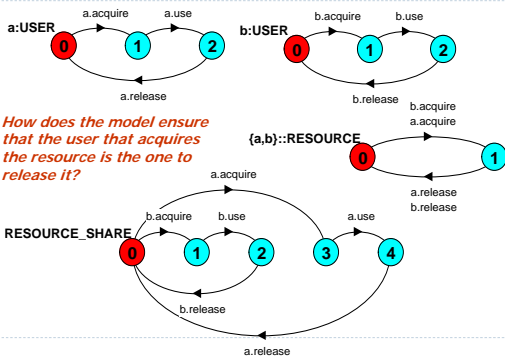 a:USER
a.acquire
a.use
0
1
2
a.release
b:USER
b.acquire
b.use
0
1
2
b.release
How does the model ensure
that the user that acquires
the resource is the one to
release it?
{a,b}::RESOURCE
b.acquire
a.acquire
0
1
a.release
b.release
RESOURCE_SHARE
a.acquire
b.acquire
b.use
a.use
0
1
2
3
4
b.release
a.release